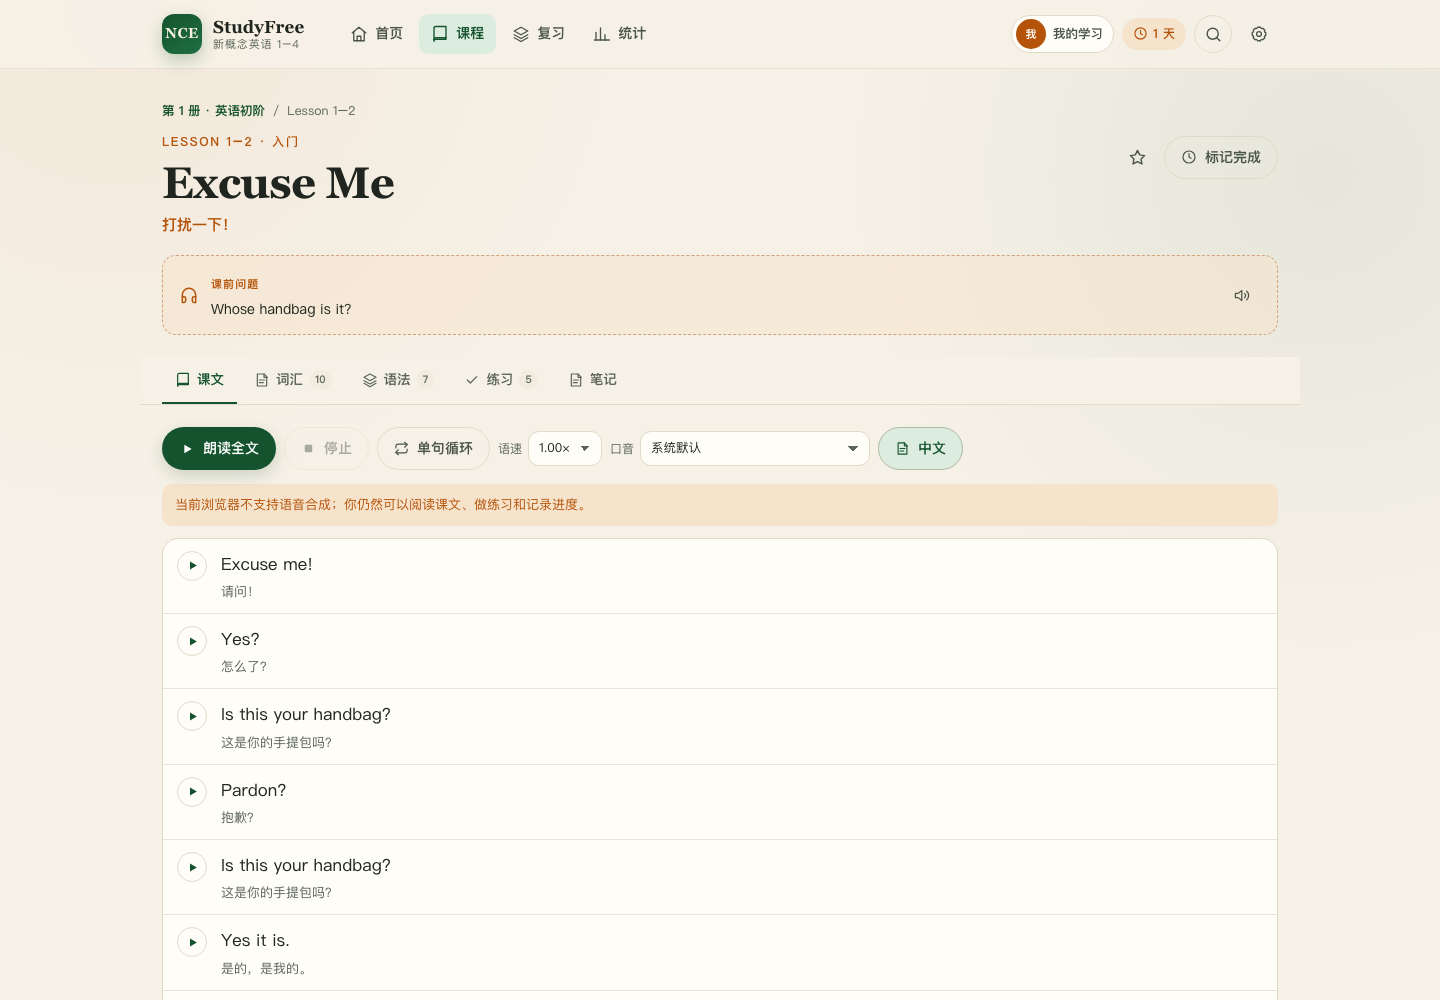 NCE
StudyFree
新概念英语 1—4
首页
课程
复习
统计
我
我的学习
1 天
第 1 册 · 英语初阶 / Lesson 1—2
LESSON 1—2 · 入门
Excuse Me
打扰一下！
标记完成
课前问题
Whose handbag is it?
课文
词汇 10
语法 7
练习 5
笔记
朗读全文
停止
单句循环
语速
1.00×
口音
系统默认
中文
当前浏览器不支持语音合成；你仍然可以阅读课文、做练习和记录进度。
Excuse me!
请问！
Yes?
怎么了？
Is this your handbag?
这是你的手提包吗？
Pardon?
抱歉？
Is this your handbag?
这是你的手提包吗？
Yes it is.
是的，是我的。